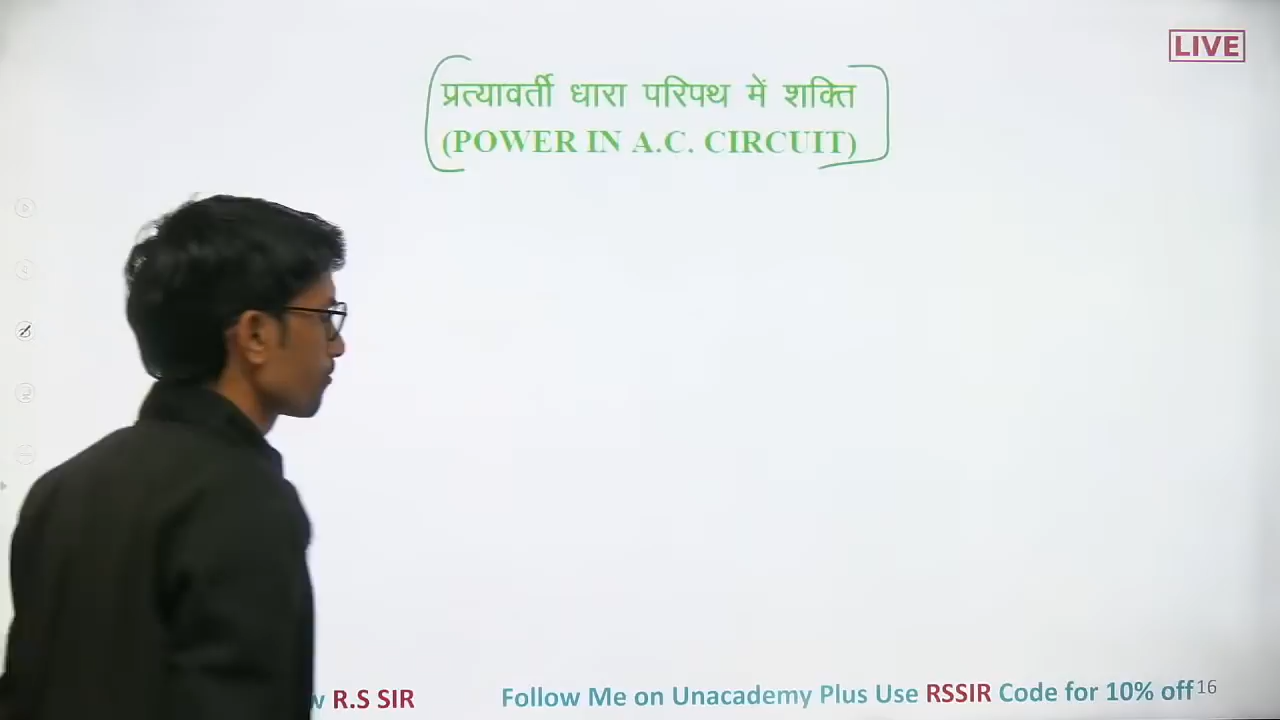 LIVE
प्रत्यावर्ती धारा परिपथ में शक्ति
(POWER IN A.C. CIRCUIT)
R.S SIR
Follow Me on Unacademy Plus Use RSSIR Code for 10% off 16